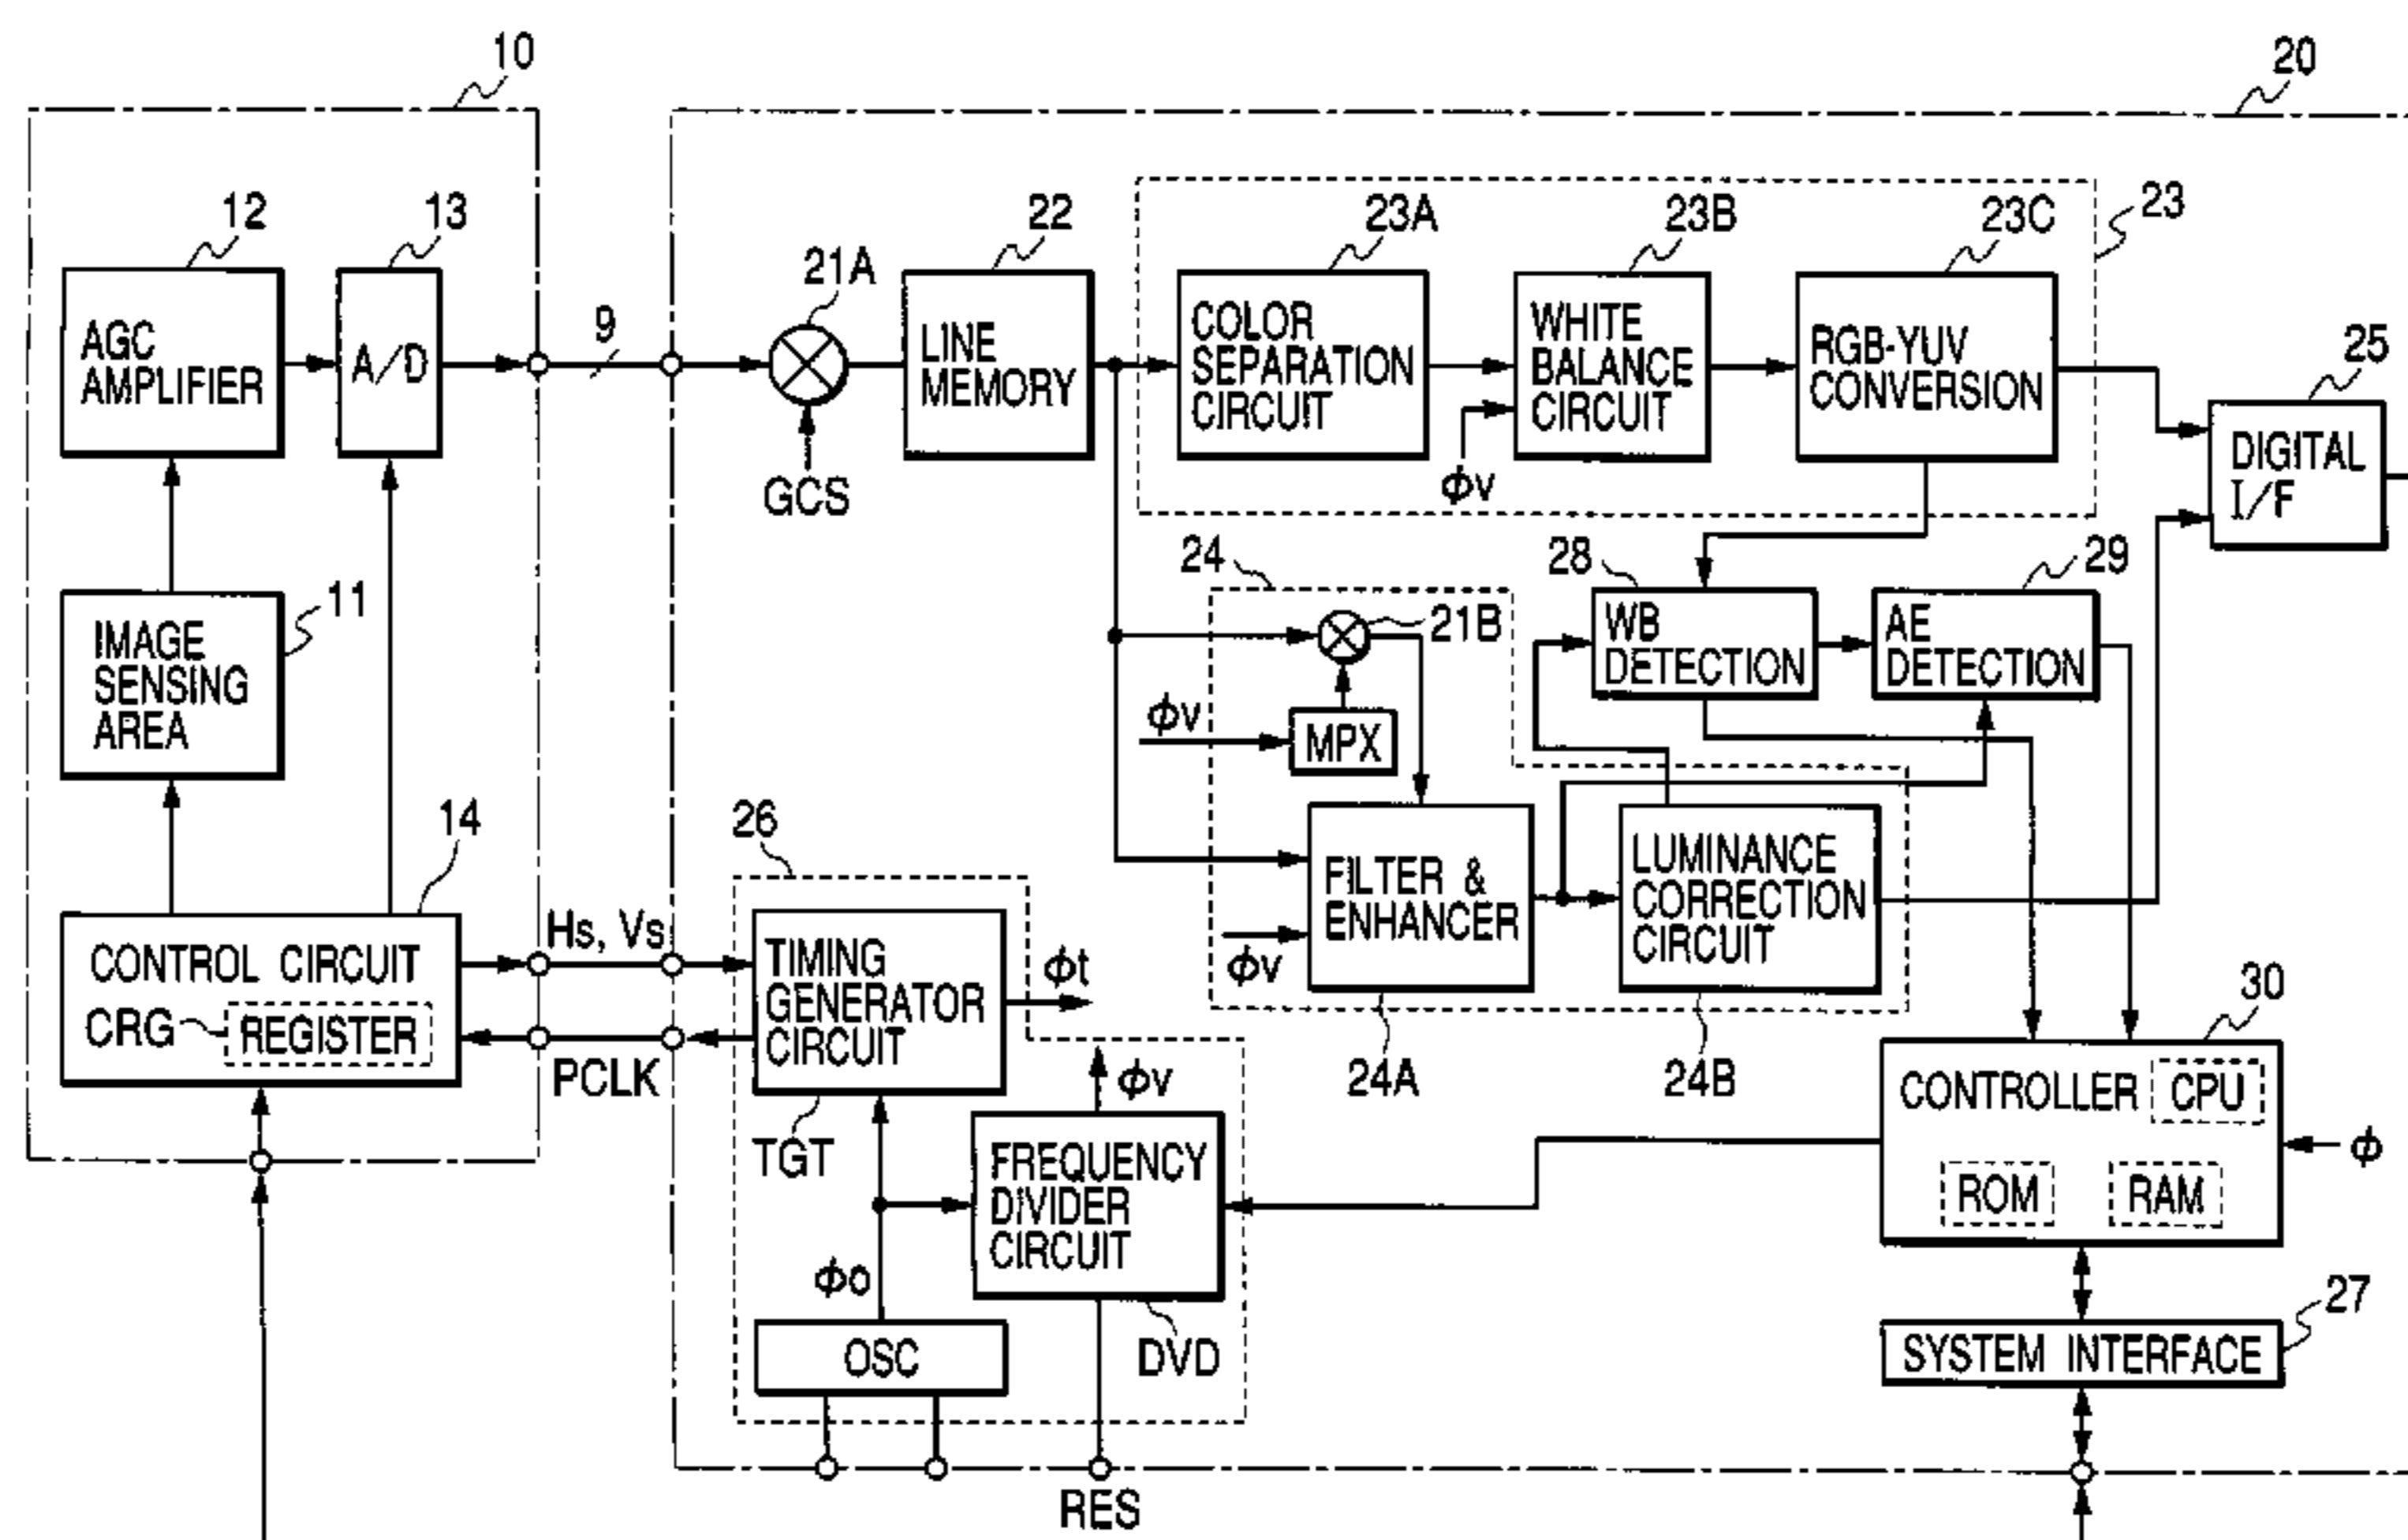 10
20
12
13
21A
22
23A
23B
23C
23
AGC
AMPLIFIER
A/D
9
LINE
MEMORY
COLOR
SEPARATION
CIRCUIT
WHITE
BALANCE
CIRCUIT
RGB-YUV
CONVERSION
25
DIGITAL
I/F
GCS
ϕv
11
IMAGE
SENSING
AREA
24
21B
28
WB
DETECTION
29
AE
DETECTION
ϕv
MPX
14
26
CONTROL CIRCUIT
CRG
REGISTER
Hs, Vs
PCLK
TIMING
GENERATOR
CIRCUIT
ϕt
TGT
FILTER &
ENHANCER
ϕv
24A
LUMINANCE
CORRECTION
CIRCUIT
24B
30
CONTROLLER
CPU
ROM
RAM
ϕ
ϕv
FREQUENCY
DIVIDER
CIRCUIT
ϕo
OSC
DVD
27
SYSTEM INTERFACE
RES